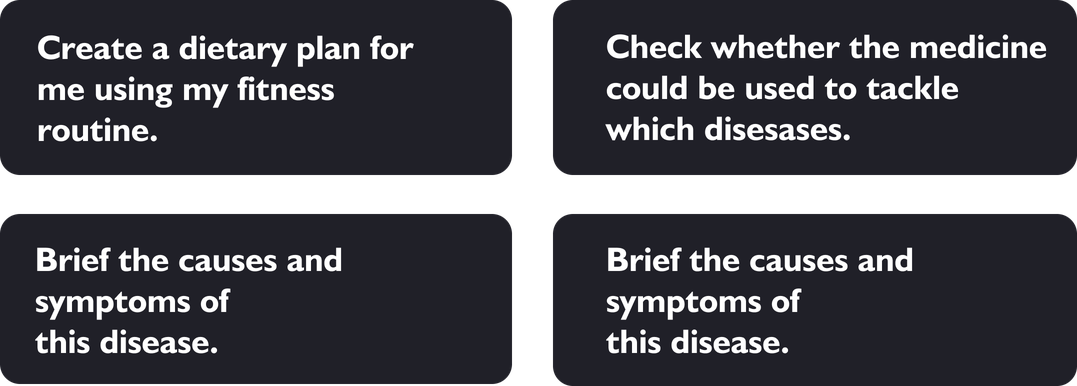 Create a dietary plan for
me using my fitness
routine.
Check whether the medicine
could be used to tackle
which disesases.
Brief the causes and
symptoms of
this disease.
Brief the causes and
symptoms of
this disease.